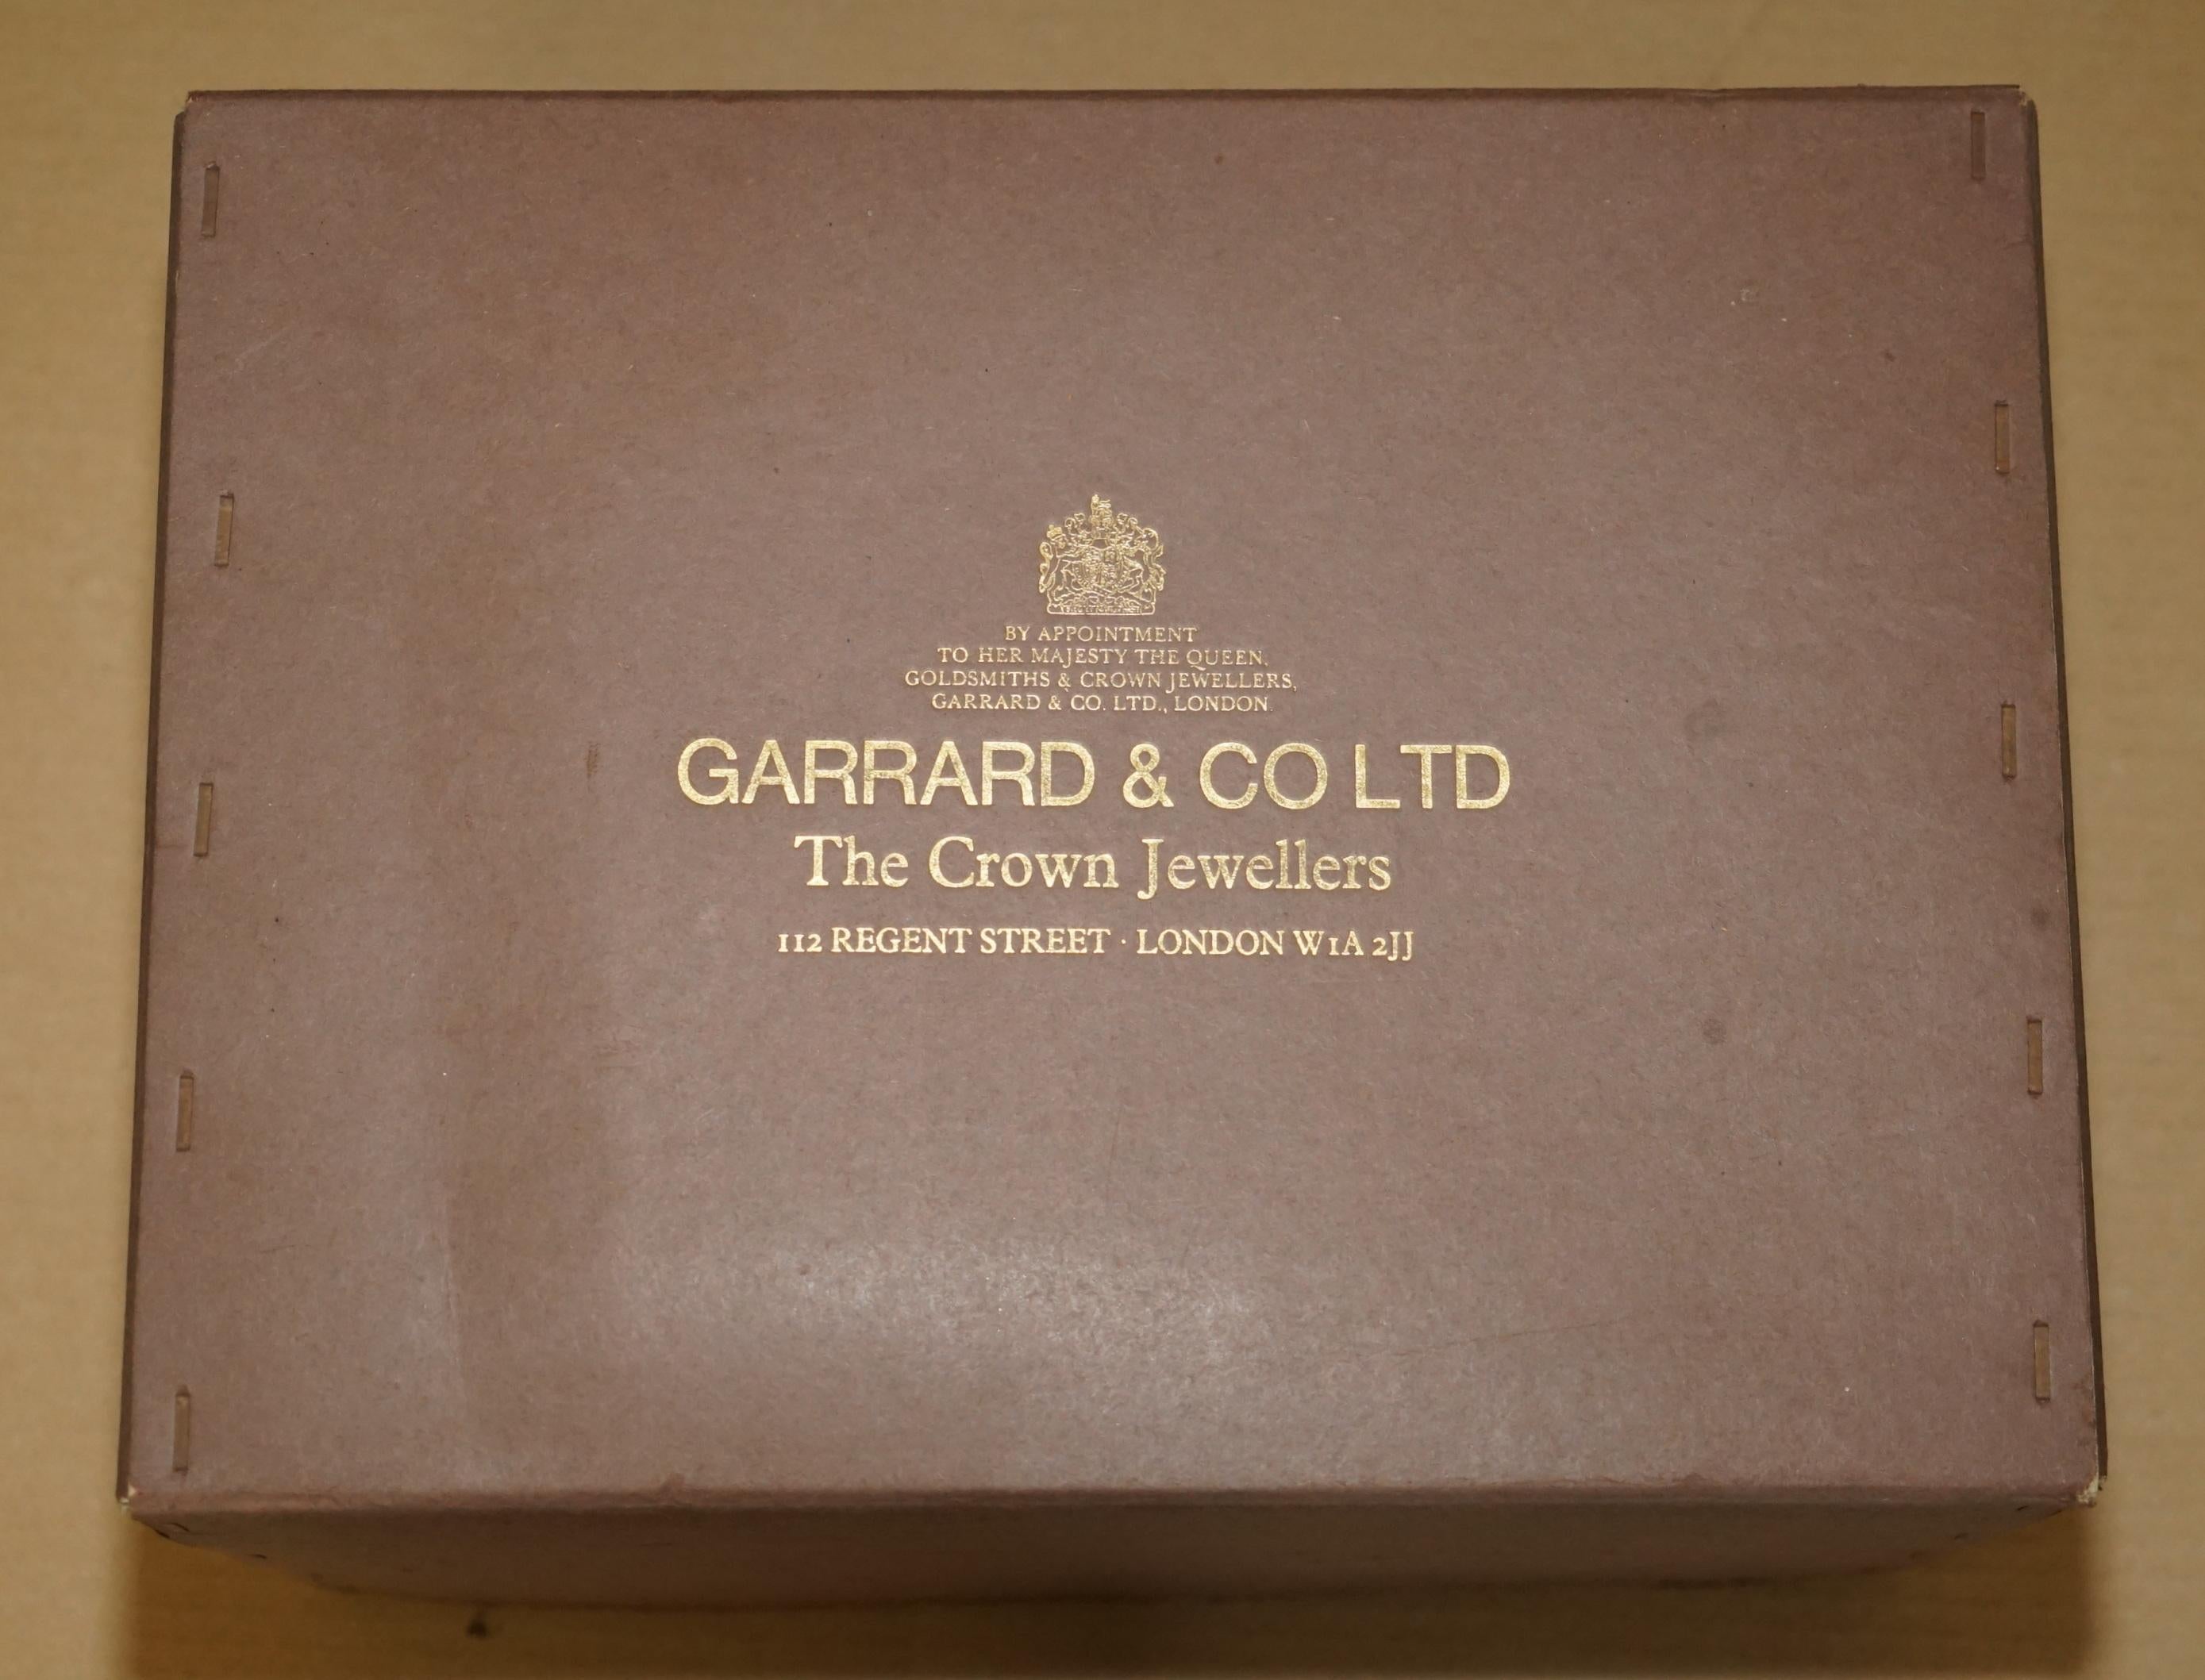 BY APPOINTMENT
TO HER MAJESTY THE QUEEN,
GOLDSMITHS & CROWN JEWELLERS,
GARRARD & CO. LTD., LONDON
GARRARD & CO LTD
The Crown Jewellers
112 REGENT STREET · LONDON W1A 2JJ